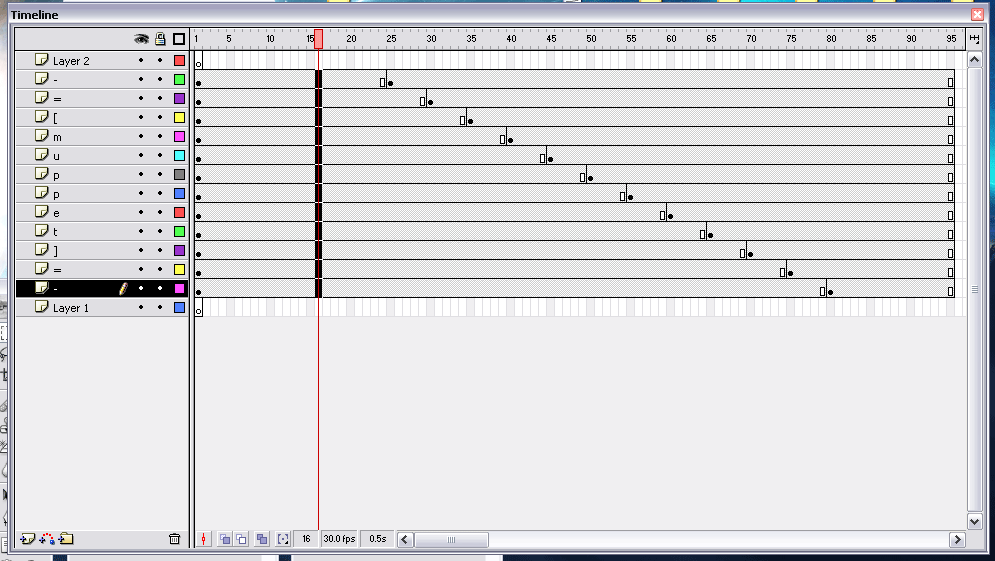 Timeline
1 5 10 15 20 25 30 35 40 45 50 55 60 65 70 75 80 85 90 95
Layer 2
-
=
[
m
u
p
p
e
t
]
=
-
Layer 1
16 30.0 fps 0.5s